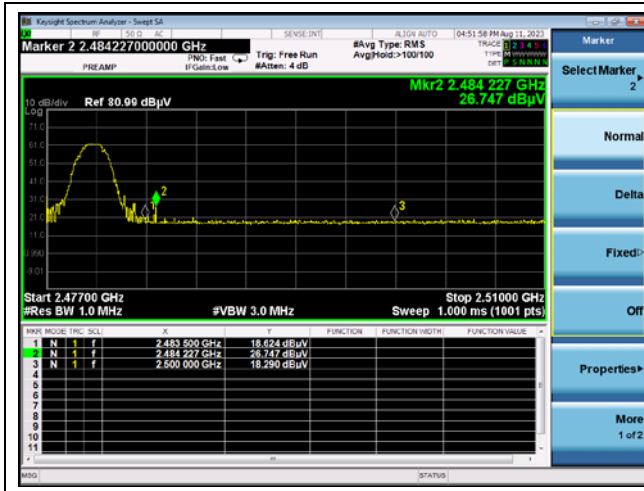 Keysight Spectrum Analyzer - Swept SA
RF 50 Ω AC SENSE:INT ALIGN AUTO 04:51:58 PM Aug 11, 2023
Marker 2 2.484227000000 GHz
PREAMP
PNO: Fast
IFGain:Low
Trig: Free Run
#Atten: 4 dB
#Avg Type: RMS
Avg|Hold:>100/100
TRACE 1 2 3 4 5 6
TYPE
DET P S N N N N
Mkr2 2.484 227 GHz
26.747 dBµV
10 dB/div Ref 80.99 dBµV
Log
71.0
61.0
51.0
41.0
31.0
21.0
11.0
0.990
-9.01
1
2
3
Start 2.47700 GHz Stop 2.51000 GHz
#Res BW 1.0 MHz #VBW 3.0 MHz Sweep 1.000 ms (1001 pts)
MKR MODE TRC SCL X Y FUNCTION FUNCTION WIDTH FUNCTION VALUE
1 N 1 f 2.483 500 GHz 18.624 dBµV
2 N 1 f 2.484 227 GHz 26.747 dBµV
3 N 1 f 2.500 000 GHz 18.290 dBµV
4
5
6
7
8
9
10
11
MSG STATUS
Marker
Select Marker
2
Normal
Delta
Fixed
Off
Properties
More
1 of 2